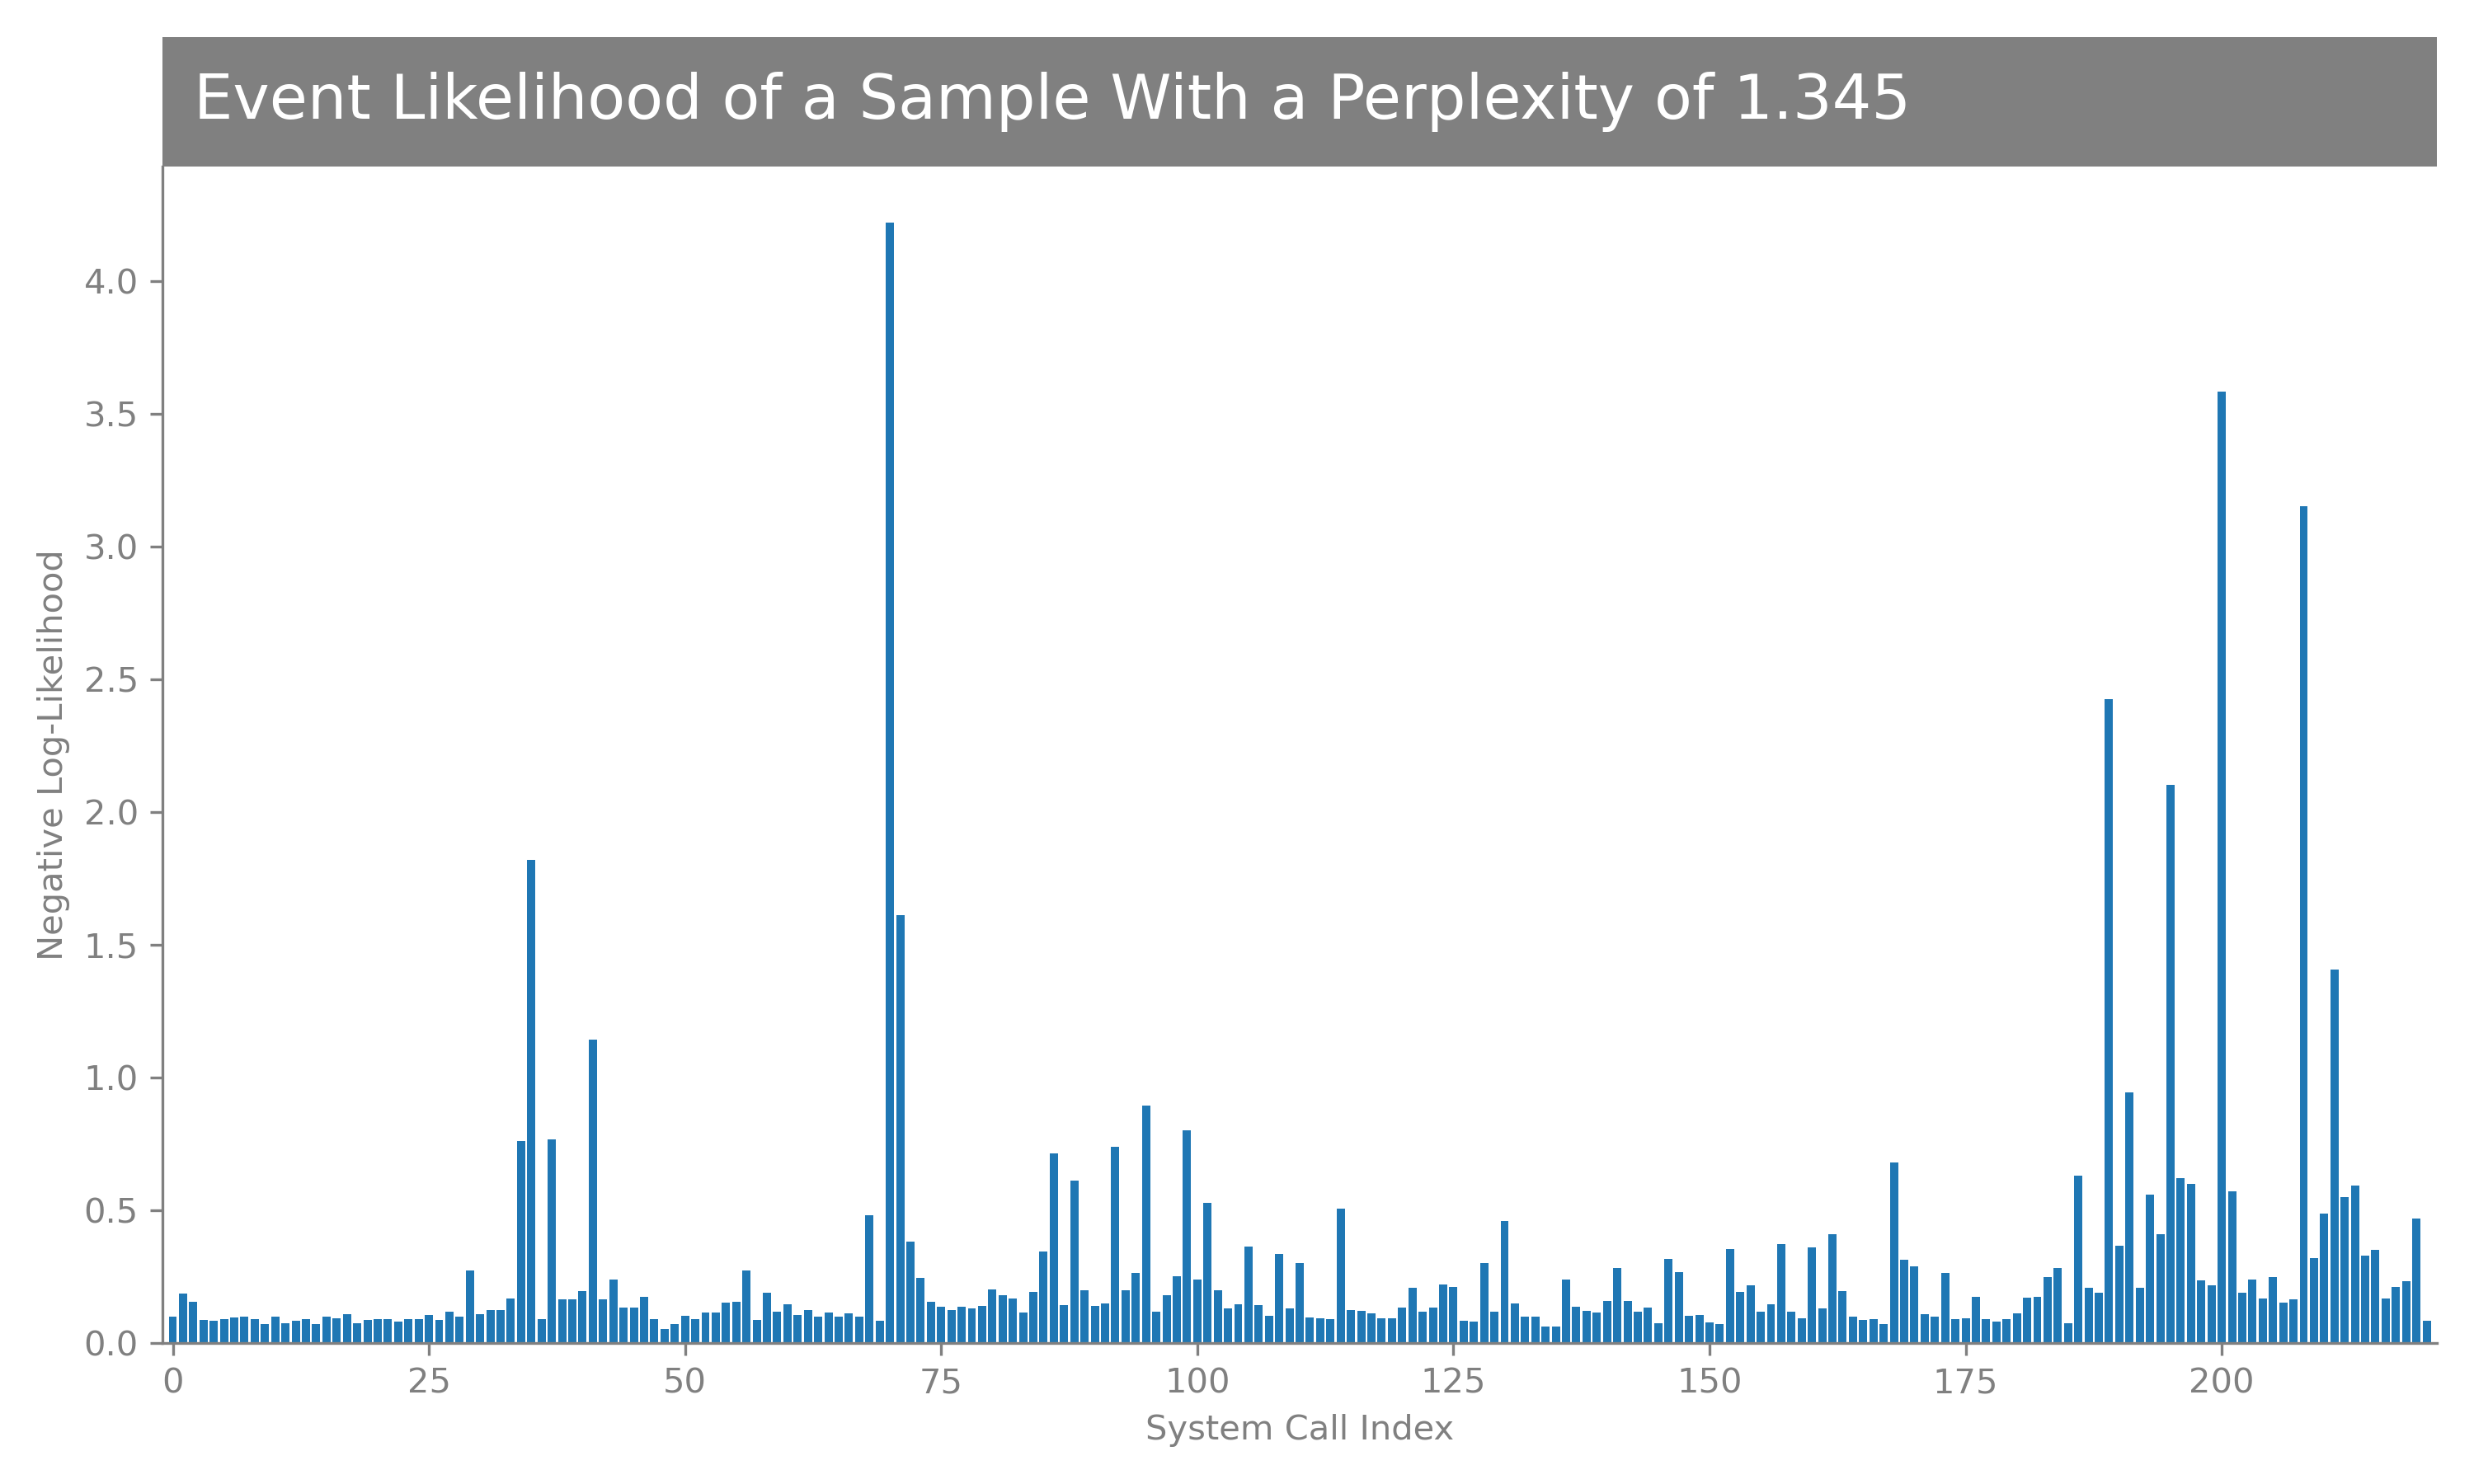 Event Likelihood of a Sample With a Perplexity of 1.345
Negative Log-Likelihood
4.0
3.5
3.0
2.5
2.0
1.5
1.0
0.5
0.0
0 25 50 75 100 125 150 175 200
System Call Index